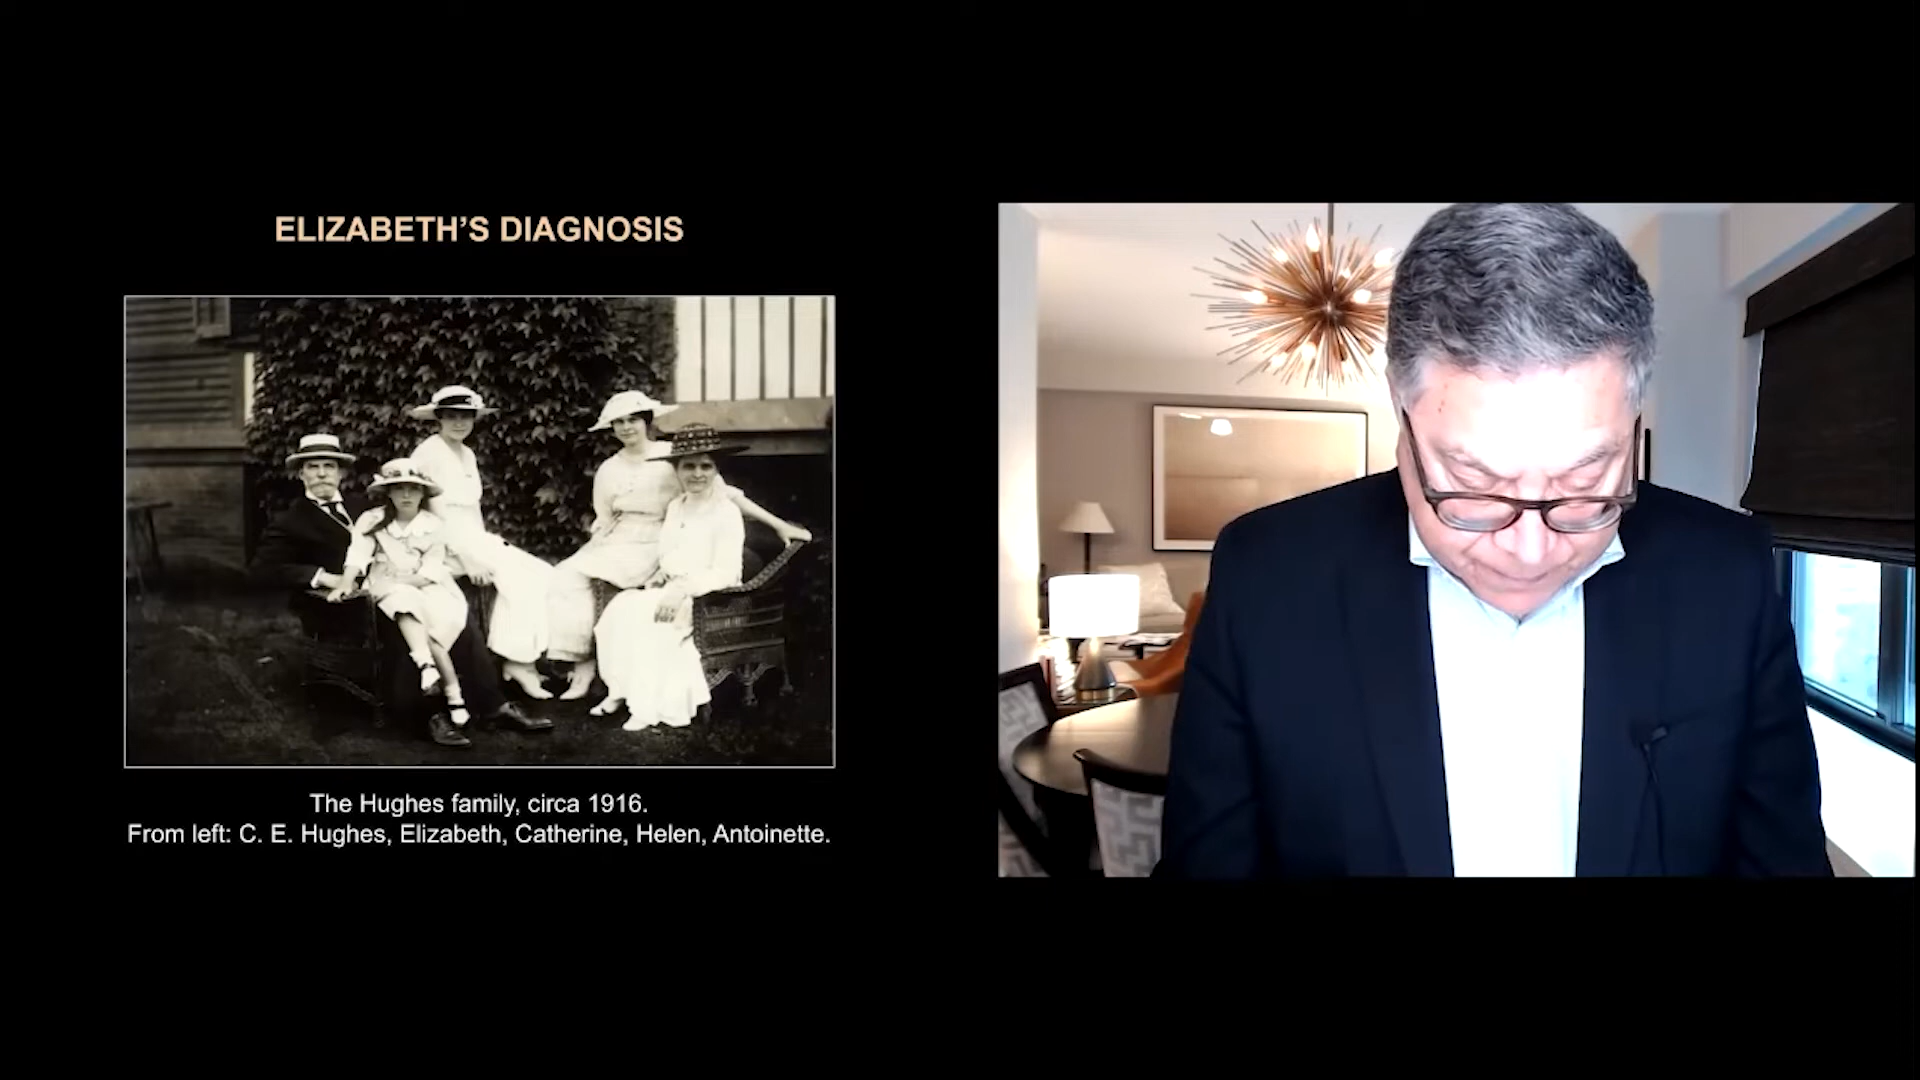 ELIZABETH’S DIAGNOSIS
The Hughes family, circa 1916.
From left: C. E. Hughes, Elizabeth, Catherine, Helen, Antoinette.